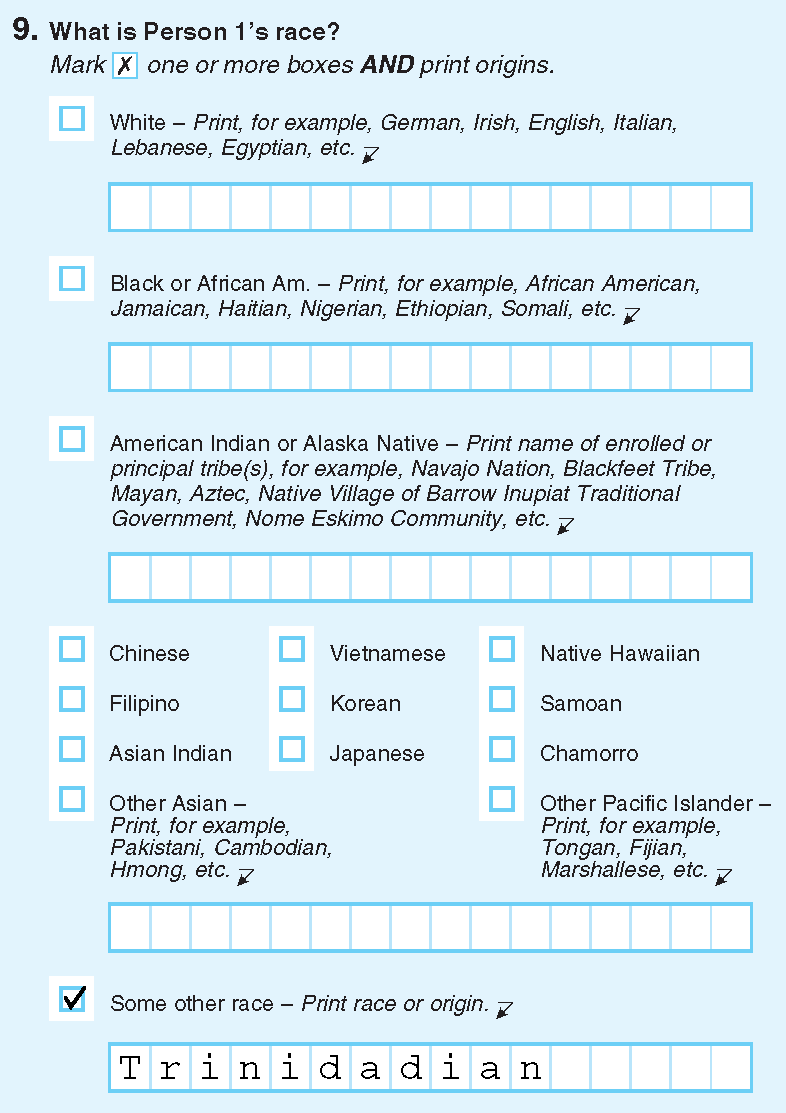 9. What is Person 1's race?
Mark ✗ one or more boxes AND print origins.
White – Print, for example, German, Irish, English, Italian,
Lebanese, Egyptian, etc.
Black or African Am. – Print, for example, African American,
Jamaican, Haitian, Nigerian, Ethiopian, Somali, etc.
American Indian or Alaska Native – Print name of enrolled or
principal tribe(s), for example, Navajo Nation, Blackfeet Tribe,
Mayan, Aztec, Native Village of Barrow Inupiat Traditional
Government, Nome Eskimo Community, etc.
Chinese
Vietnamese
Native Hawaiian
Filipino
Korean
Samoan
Asian Indian
Japanese
Chamorro
Other Asian –
Print, for example,
Pakistani, Cambodian,
Hmong, etc.
Other Pacific Islander –
Print, for example,
Tongan, Fijian,
Marshallese, etc.
Some other race – Print race or origin.
Trinidadian